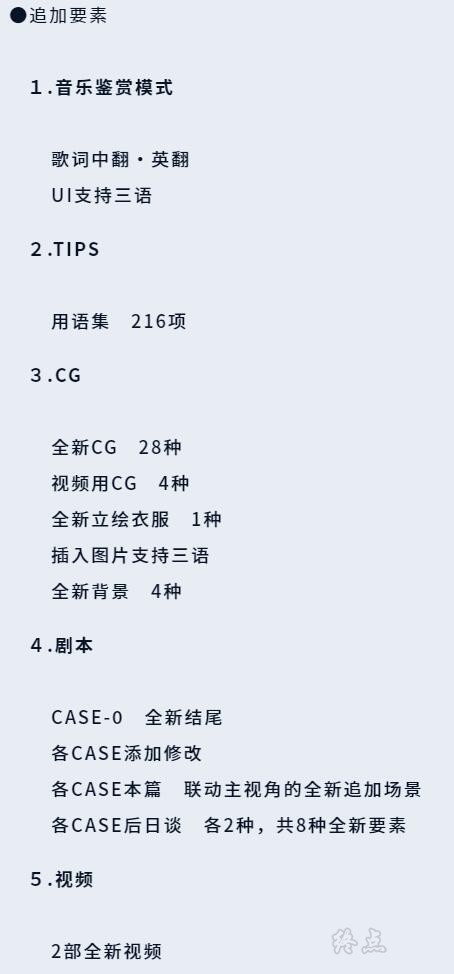 ●追加要素
1.音乐鉴赏模式
歌词中翻・英翻
UI支持三语
2.TIPS
用语集　216项
3.CG
全新CG　28种
视频用CG　4种
全新立绘衣服　1种
插入图片支持三语
全新背景　4种
4.剧本
CASE-0　全新结尾
各CASE添加修改
各CASE本篇　联动主视角的全新追加场景
各CASE后日谈　各2种，共8种全新要素
5.视频
2部全新视频
终点